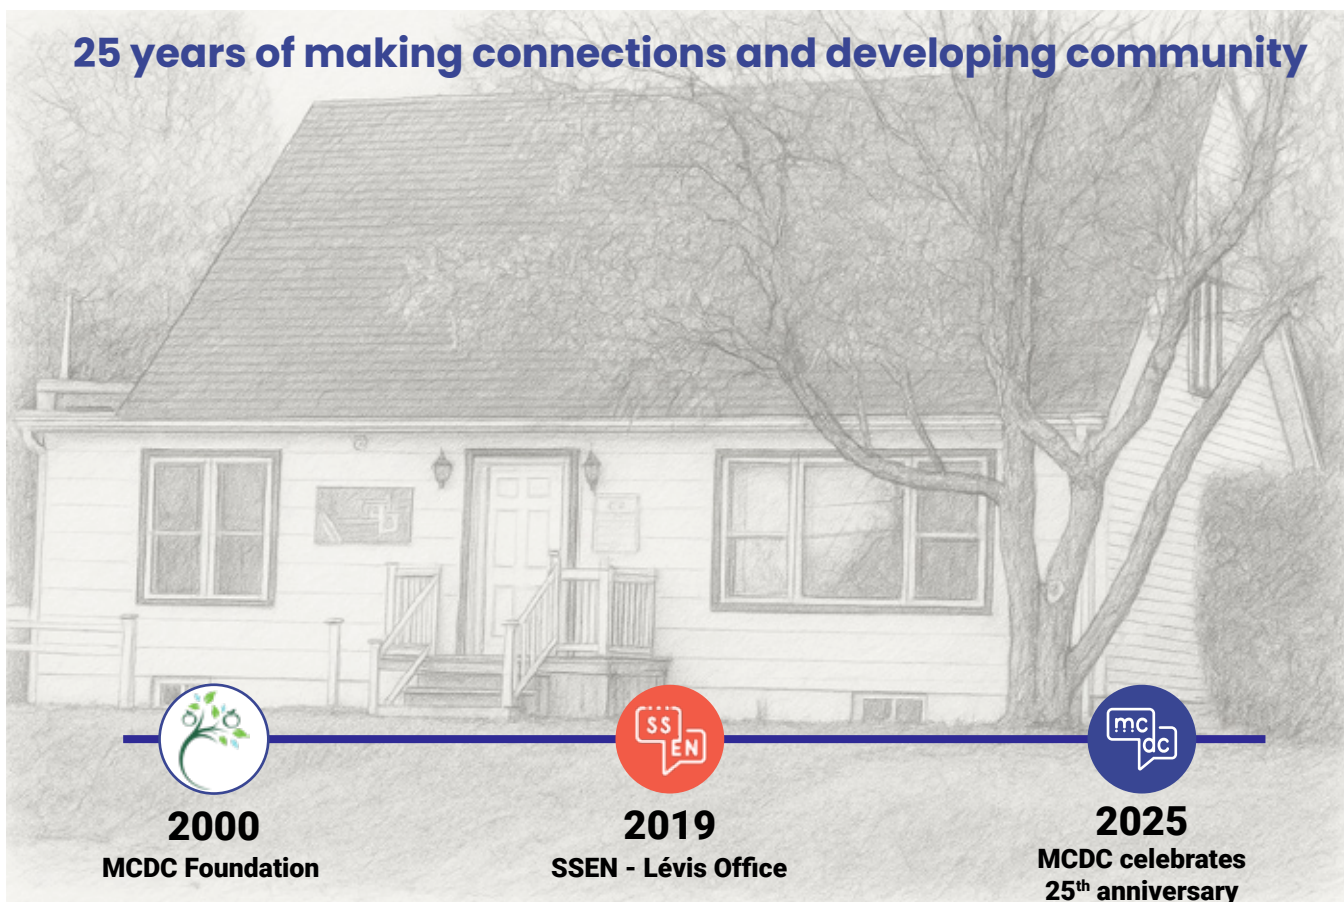 25 years of making connections and developing community
SS
EN
mc
dc
2000
MCDC Foundation
2019
SSEN - Lévis Office
2025
MCDC celebrates
25th anniversary